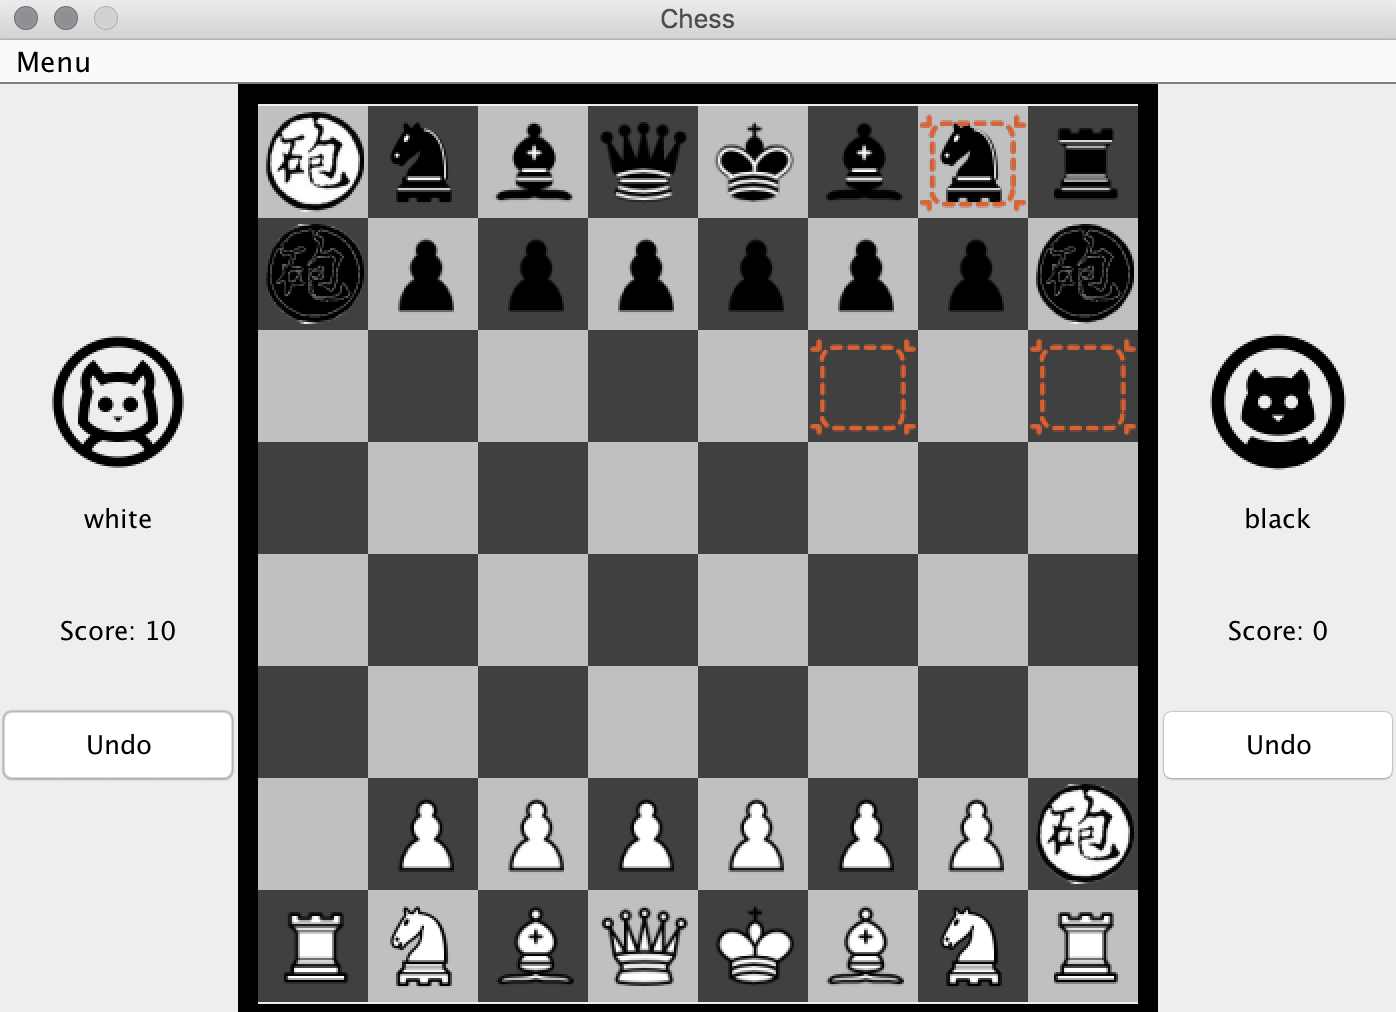 Chess
Menu
砲
砲
砲
white
black
Score: 10
Score: 0
Undo
Undo
砲